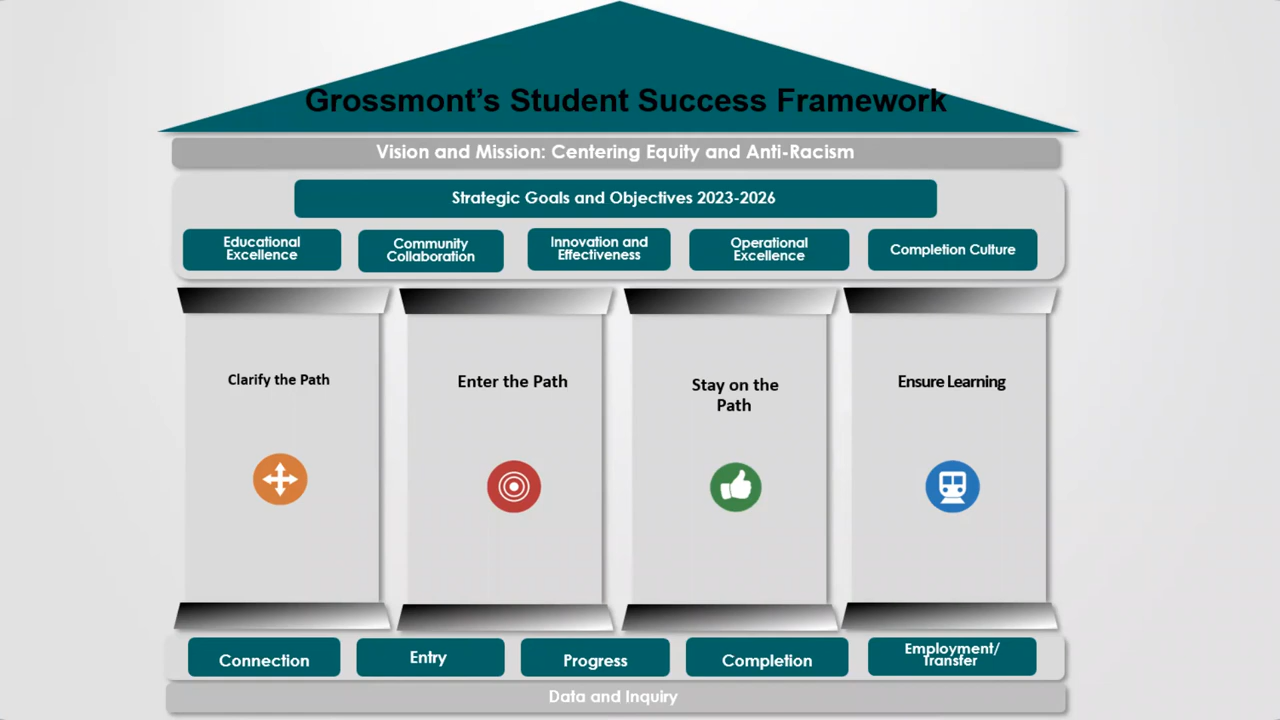 Grossmont’s Student Success Framework
Vision and Mission: Centering Equity and Anti-Racism
Strategic Goals and Objectives 2023-2026
Educational
Excellence
Community
Collaboration
Innovation and
Effectiveness
Operational
Excellence
Completion Culture
Clarify the Path
Enter the Path
Stay on the
Path
Ensure Learning
Connection
Entry
Progress
Completion
Employment/
Transfer
Data and Inquiry